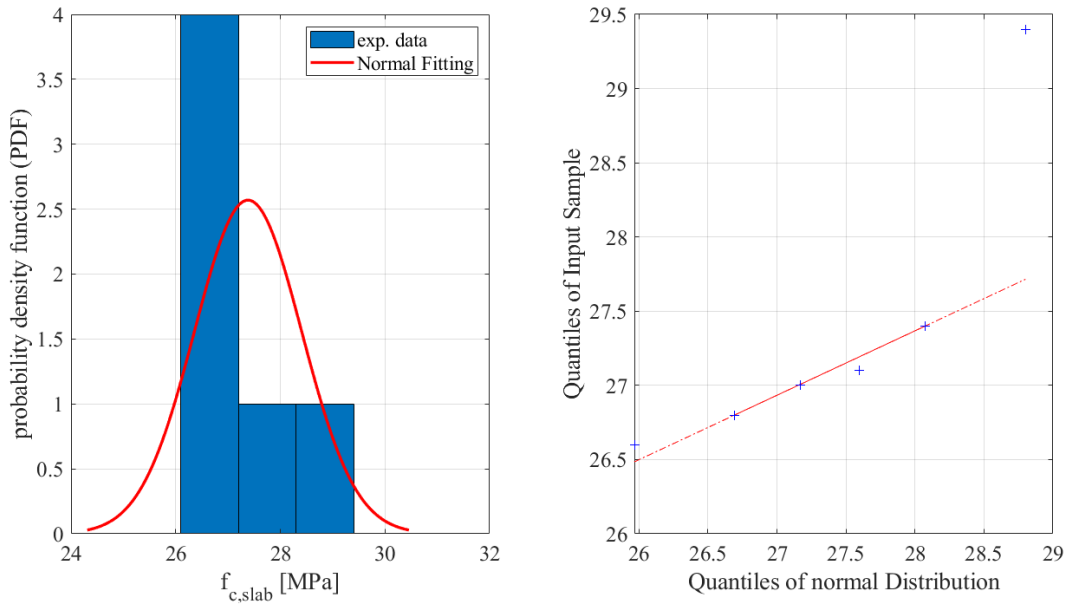 exp. data
Normal Fitting
probability density function (PDF)
4
3.5
3
2.5
2
1.5
1
0.5
0
24 26 28 30 32
f_c,slab [MPa]
Quantiles of Input Sample
29.5
29
28.5
28
27.5
27
26.5
26
26 26.5 27 27.5 28 28.5 29
Quantiles of normal Distribution